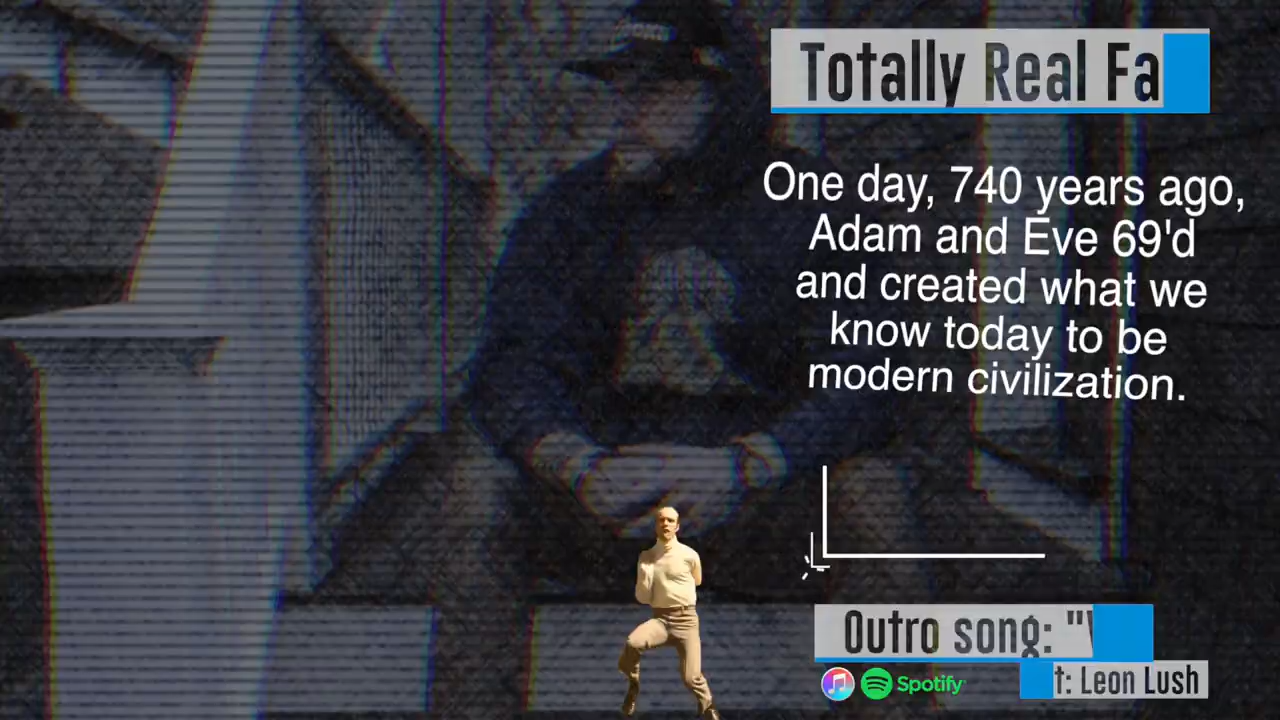 Totally Real Fa
One day, 740 years ago,
Adam and Eve 69'd
and created what we
know today to be
modern civilization.
Outro song: "
Spotify
t: Leon Lush